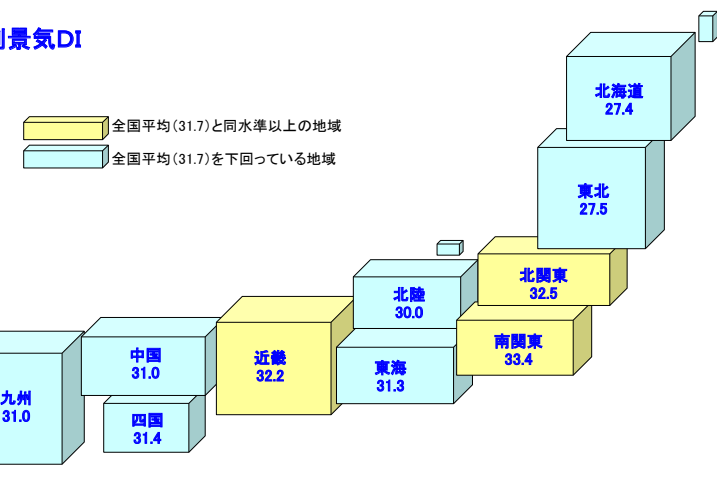 景気DI
全国平均(31.7)と同水準以上の地域
全国平均(31.7)を下回っている地域
北海道
27.4
東北
27.5
北関東
32.5
北陸
30.0
南関東
33.4
中国
31.0
近畿
32.2
東海
31.3
九州
31.0
四国
31.4